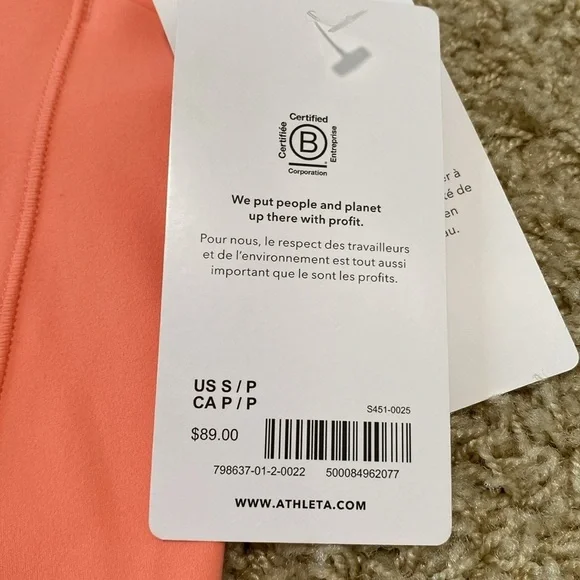 Certified
Certifiée
B
Entreprise
Corporation
We put people and planet
up there with profit.
Pour nous, le respect des travailleurs
et de l'environnement est tout aussi
important que le sont les profits.
US S / P
CA P / P
S451-0025
$89.00
798637-01-2-0022 500084962077
WWW.ATHLETA.COM
à
de
en